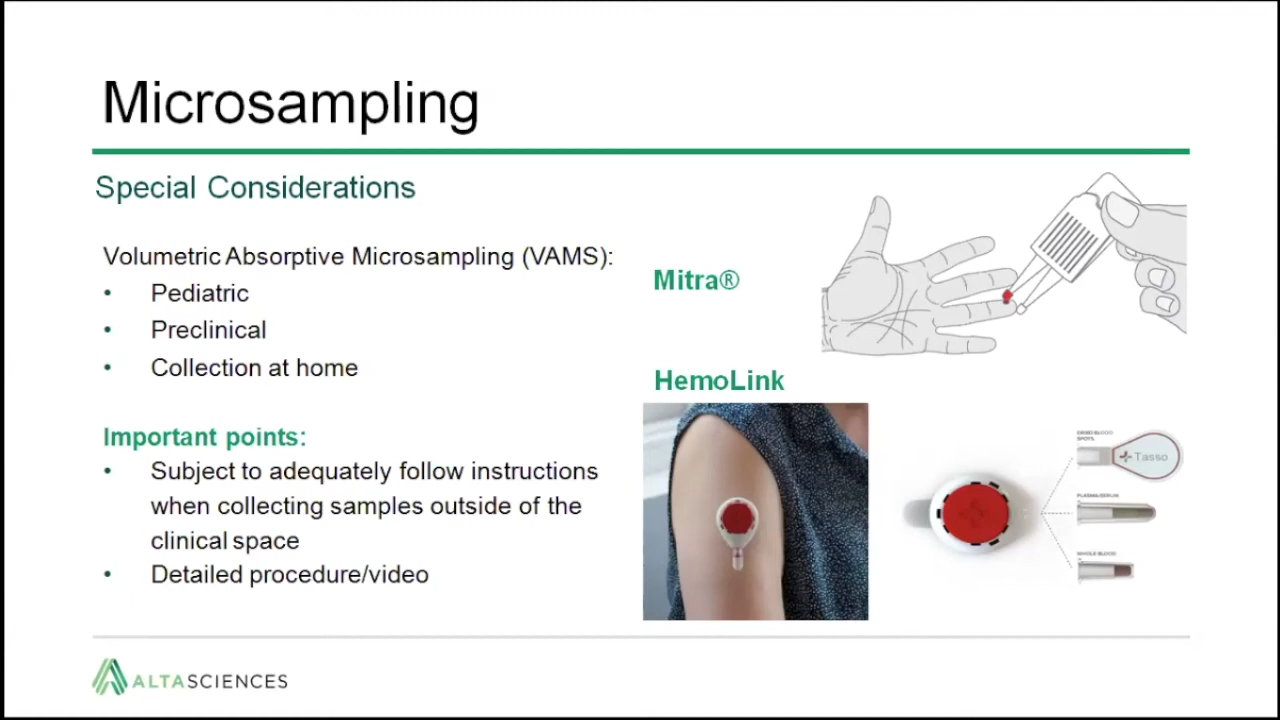 Microsampling
Special Considerations
Volumetric Absorptive Microsampling (VAMS):
• Pediatric
• Preclinical
• Collection at home
Important points:
• Subject to adequately follow instructions
when collecting samples outside of the
clinical space
• Detailed procedure/video
Mitra®
HemoLink
DRIED BLOOD
SPOTS
Tasso
PLASMA/SERUM
WHOLE BLOOD
ALTASCIENCES